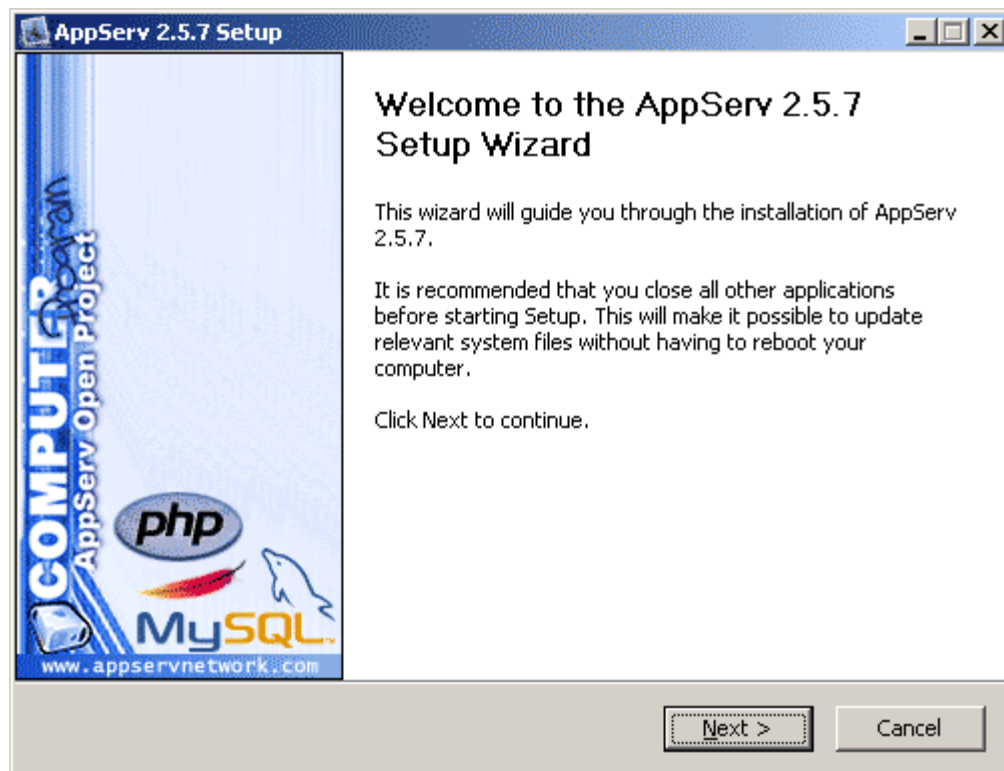 AppServ 2.5.7 Setup
Welcome to the AppServ 2.5.7
Setup Wizard
This wizard will guide you through the installation of AppServ
2.5.7.
It is recommended that you close all other applications
before starting Setup. This will make it possible to update
relevant system files without having to reboot your
computer.
Click Next to continue.
COMPUTER
AppServ Open Project
php
MySQL
www.appservnetwork.com
Next >
Cancel